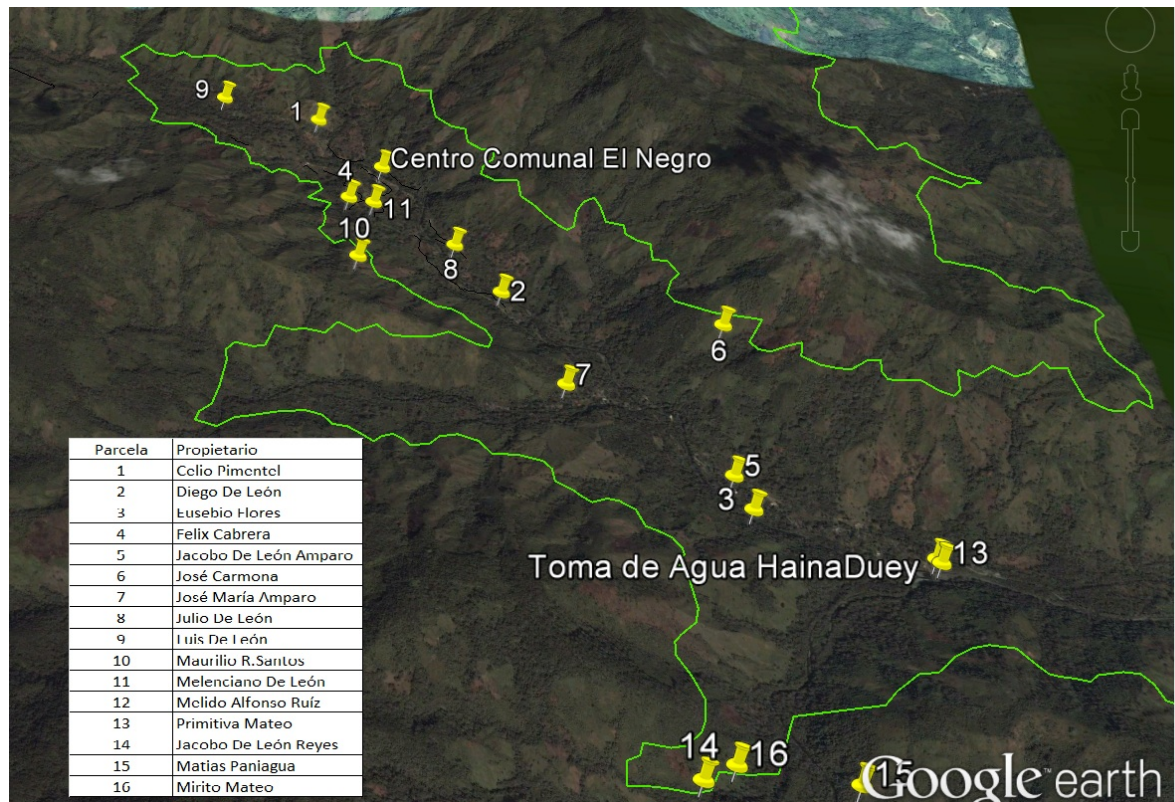 9
1
Centro Comunal El Negro
4
11
10
8
2
6
7
5
3
Toma de Agua HainaDuey
13
14
16
15
Google earth
Parcela Propietario
1 Celio Pimentel
2 Diego De León
3 Eusebio Flores
4 Felix Cabrera
5 Jacobo De León Amparo
6 José Carmona
7 José María Amparo
8 Julio De León
9 Luis De León
10 Maurilio R.Santos
11 Melenciano De León
12 Melido Alfonso Ruíz
13 Primitiva Mateo
14 Jacobo De León Reyes
15 Matias Paniagua
16 Mirito Mateo